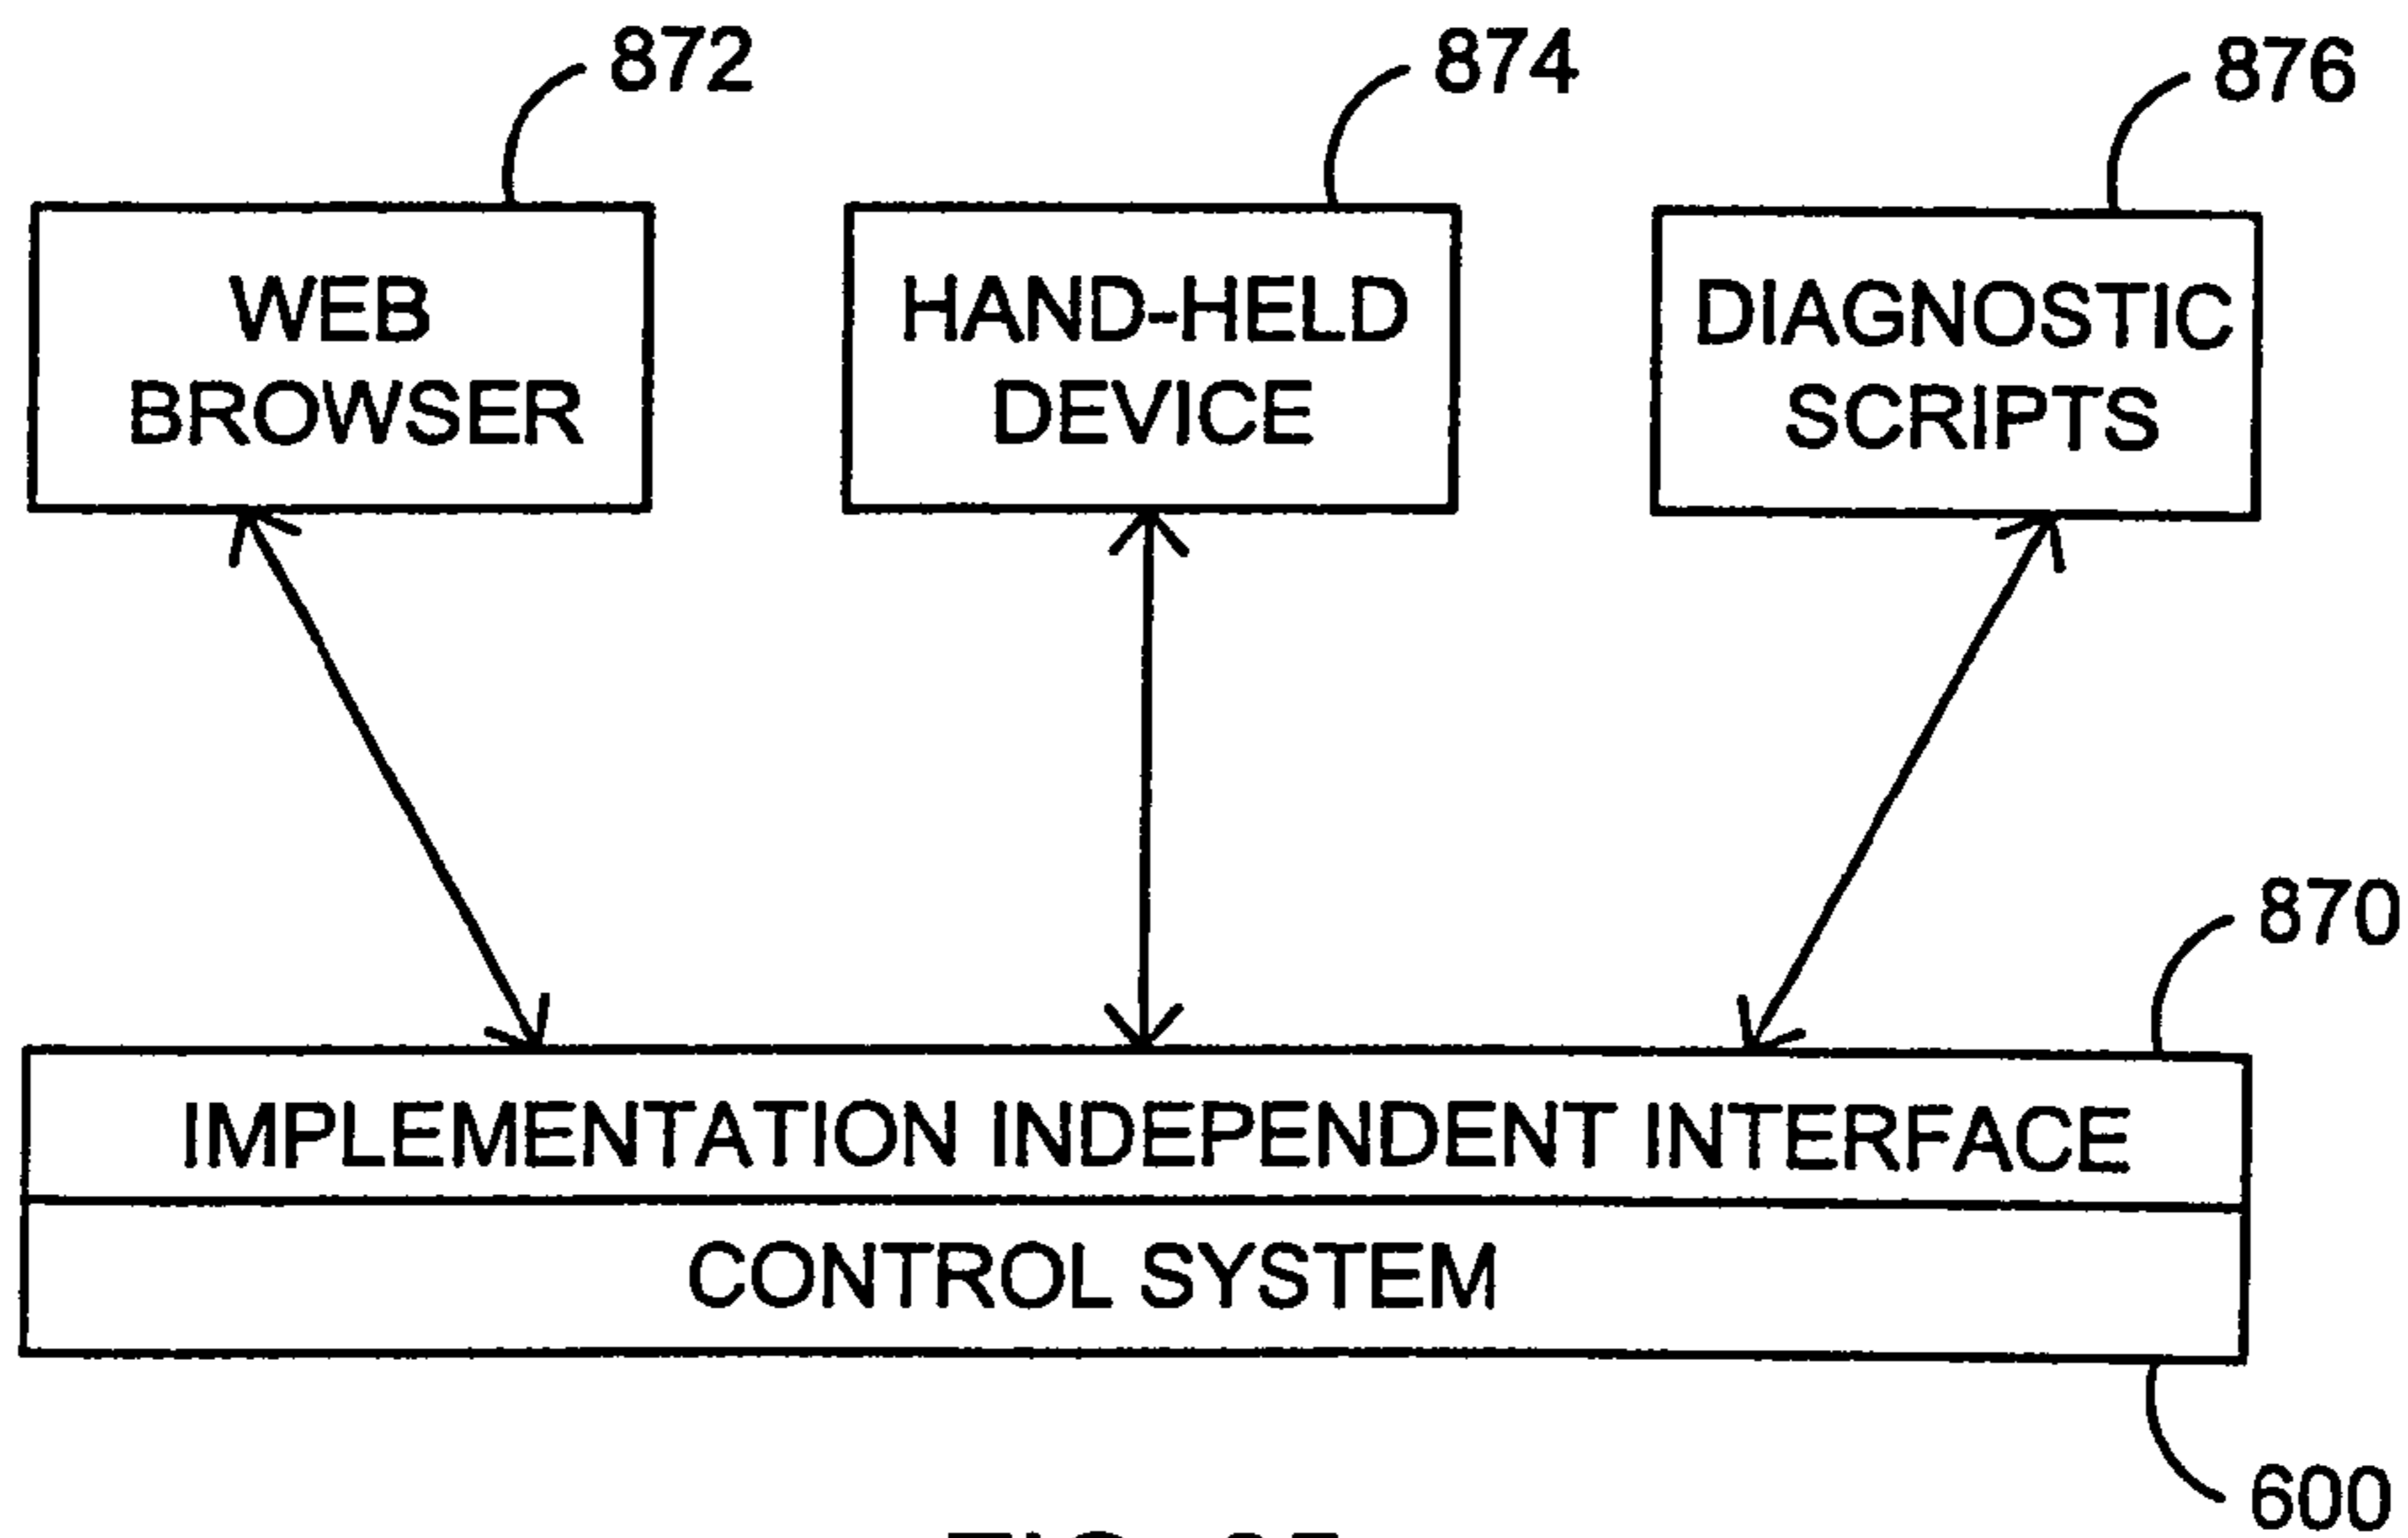 872
874
876
WEB
BROWSER
HAND-HELD
DEVICE
DIAGNOSTIC
SCRIPTS
870
IMPLEMENTATION INDEPENDENT INTERFACE
CONTROL SYSTEM
600